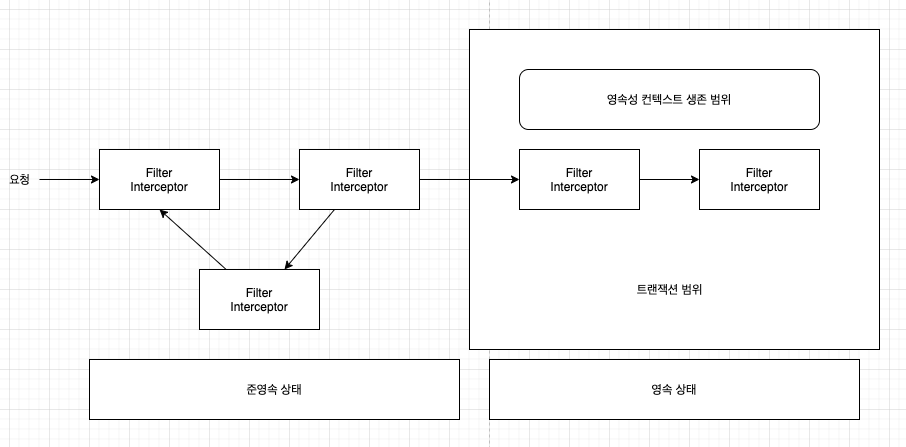 영속성 컨텍스트 생존 범위
요청
Filter
Interceptor
Filter
Interceptor
Filter
Interceptor
Filter
Interceptor
Filter
Interceptor
트랜잭션 범위
준영속 상태
영속 상태